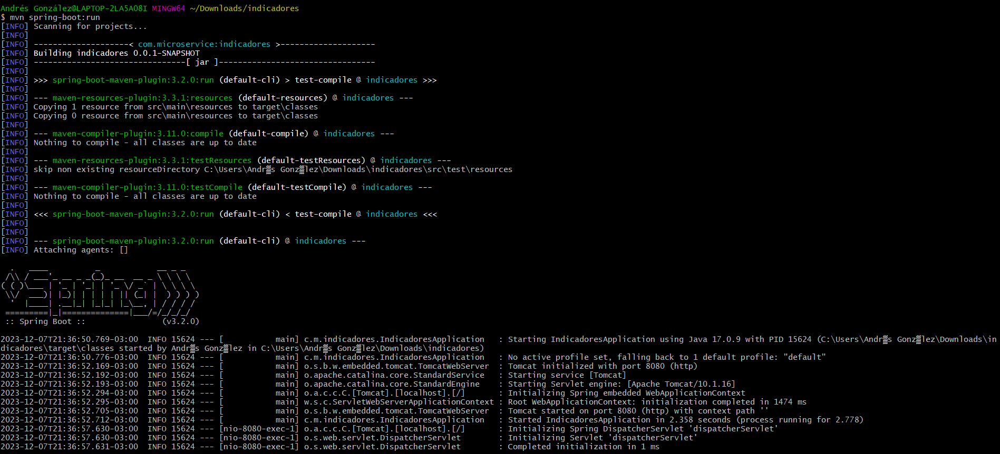 Andrés González@LAPTOP-2LA5AO8I MINGW64 ~/Downloads/indicadores
$ mvn spring-boot:run
[INFO] Scanning for projects...
[INFO]
[INFO] --------------------< com.microservice:indicadores >--------------------
[INFO] Building indicadores 0.0.1-SNAPSHOT
[INFO] --------------------------------[ jar ]---------------------------------
[INFO]
[INFO] >>> spring-boot-maven-plugin:3.2.0:run (default-cli) > test-compile @ indicadores >>>
[INFO]
[INFO] --- maven-resources-plugin:3.3.1:resources (default-resources) @ indicadores ---
[INFO] Copying 1 resource from src\main\resources to target\classes
[INFO] Copying 0 resource from src\main\resources to target\classes
[INFO]
[INFO] --- maven-compiler-plugin:3.11.0:compile (default-compile) @ indicadores ---
[INFO] Nothing to compile - all classes are up to date
[INFO]
[INFO] --- maven-resources-plugin:3.3.1:testResources (default-testResources) @ indicadores ---
[INFO] skip non existing resourceDirectory C:\Users\Andr▒s Gonz▒lez\Downloads\indicadores\src\test\resources
[INFO]
[INFO] --- maven-compiler-plugin:3.11.0:testCompile (default-testCompile) @ indicadores ---
[INFO] Nothing to compile - all classes are up to date
[INFO]
[INFO] <<< spring-boot-maven-plugin:3.2.0:run (default-cli) < test-compile @ indicadores <<<
[INFO]
[INFO]
[INFO] --- spring-boot-maven-plugin:3.2.0:run (default-cli) @ indicadores ---
[INFO] Attaching agents: []
  .   ____          _            __ _ _
 /\\ / ___'_ __ _ _(_)_ __  __ _ \ \ \ \
( ( )\___ | '_ | '_| | '_ \/ _` | \ \ \ \
 \\/  ___)| |_)| | | | | || (_| |  ) ) ) )
  '  |____| .__|_| |_|_| |_\__, | / / / /
 =========|_|==============|___/=/_/_/_/
 :: Spring Boot ::                (v3.2.0)
2023-12-07T21:36:50.769-03:00  INFO 15624 --- [           main] c.m.indicadores.IndicadoresApplication   : Starting IndicadoresApplication using Java 17.0.9 with PID 15624 (C:\Users\Andr▒s Gonz▒lez\Downloads\in
dicadores\target\classes started by Andr▒s Gonz▒lez in C:\Users\Andr▒s Gonz▒lez\Downloads\indicadores)
2023-12-07T21:36:50.776-03:00  INFO 15624 --- [           main] c.m.indicadores.IndicadoresApplication   : No active profile set, falling back to 1 default profile: "default"
2023-12-07T21:36:52.169-03:00  INFO 15624 --- [           main] o.s.b.w.embedded.tomcat.TomcatWebServer  : Tomcat initialized with port 8080 (http)
2023-12-07T21:36:52.192-03:00  INFO 15624 --- [           main] o.apache.catalina.core.StandardService   : Starting service [Tomcat]
2023-12-07T21:36:52.193-03:00  INFO 15624 --- [           main] o.apache.catalina.core.StandardEngine    : Starting Servlet engine: [Apache Tomcat/10.1.16]
2023-12-07T21:36:52.294-03:00  INFO 15624 --- [           main] o.a.c.c.C.[Tomcat].[localhost].[/]       : Initializing Spring embedded WebApplicationContext
2023-12-07T21:36:52.295-03:00  INFO 15624 --- [           main] w.s.c.ServletWebServerApplicationContext : Root WebApplicationContext: initialization completed in 1474 ms
2023-12-07T21:36:52.705-03:00  INFO 15624 --- [           main] o.s.b.w.embedded.tomcat.TomcatWebServer  : Tomcat started on port 8080 (http) with context path ''
2023-12-07T21:36:52.712-03:00  INFO 15624 --- [           main] c.m.indicadores.IndicadoresApplication   : Started IndicadoresApplication in 2.358 seconds (process running for 2.778)
2023-12-07T21:36:57.630-03:00  INFO 15624 --- [nio-8080-exec-1] o.a.c.c.C.[Tomcat].[localhost].[/]       : Initializing Spring DispatcherServlet 'dispatcherServlet'
2023-12-07T21:36:57.630-03:00  INFO 15624 --- [nio-8080-exec-1] o.s.web.servlet.DispatcherServlet        : Initializing Servlet 'dispatcherServlet'
2023-12-07T21:36:57.631-03:00  INFO 15624 --- [nio-8080-exec-1] o.s.web.servlet.DispatcherServlet        : Completed initialization in 1 ms